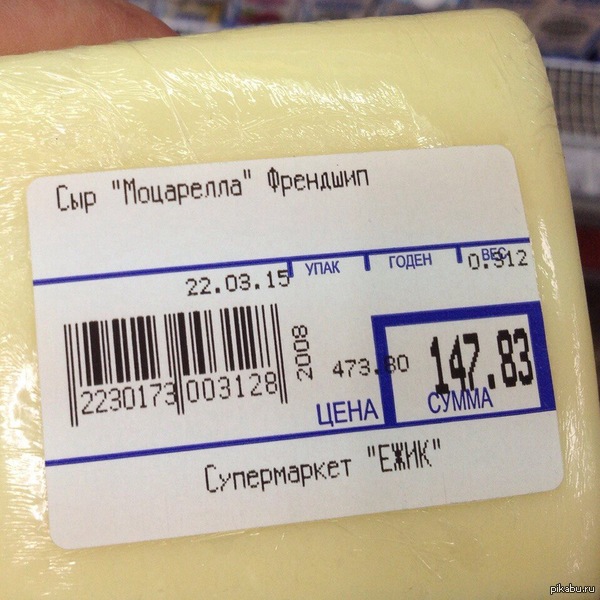 Сыр "Моцарелла" Френдшип
22.03.15 УПАК ГОДЕН ВЕС 0.312
2230173 003128
2008
473.80 147.83
ЦЕНА СУММА
Супермаркет "ЕЖИК"
pikabu.ru